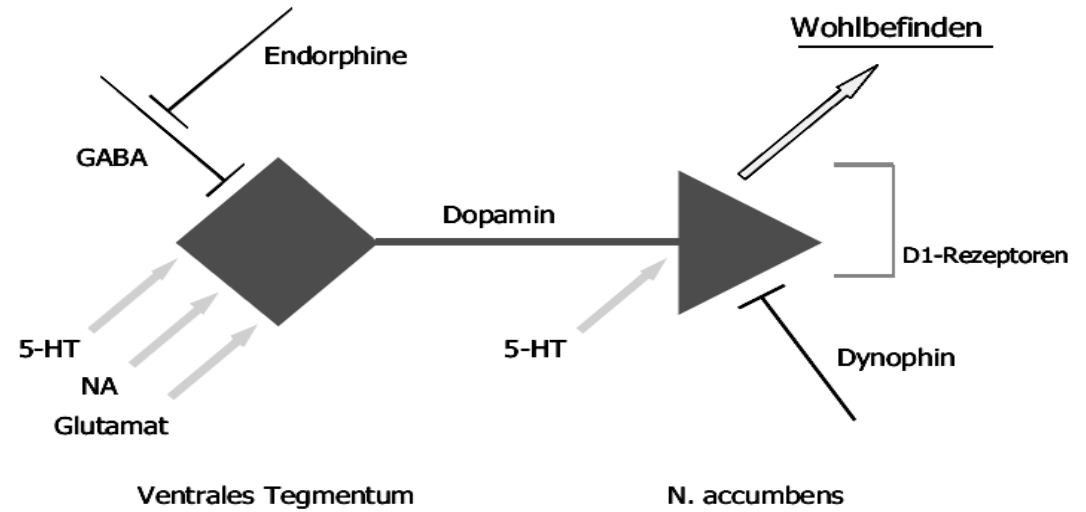 Wohlbefinden
Endorphine
GABA
Dopamin
D1-Rezeptoren
5-HT
5-HT
Dynophin
NA
Glutamat
Ventrales Tegmentum
N. accumbens